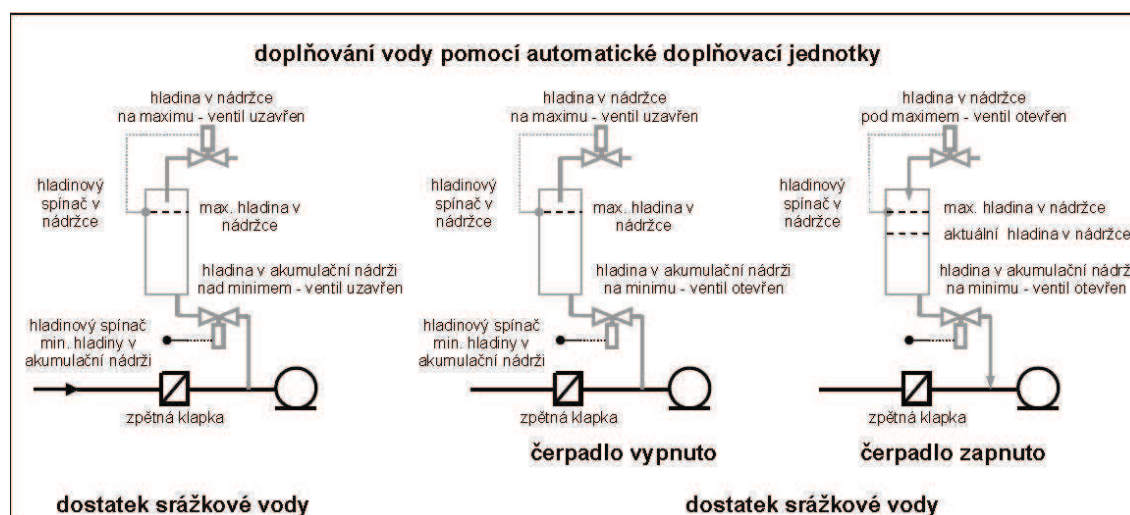 doplňování vody pomocí automatické doplňovací jednotky
hladina v nádržce
na maximu - ventil uzavřen
hladinový
spínač v
nádržce
max. hladina v
nádržce
hladina v akumulační nádrži
nad minimem - ventil uzavřen
hladinový spínač
min. hladiny v
akumulační nádrži
zpětná klapka
dostatek srážkové vody
hladina v nádržce
na maximu - ventil uzavřen
hladinový
spínač v
nádržce
max. hladina v
nádržce
hladina v akumulační nádrži
na minimu - ventil otevřen
hladinový spínač
min. hladiny v
akumulační nádrži
zpětná klapka
čerpadlo vypnuto
hladina v nádržce
pod maximem - ventil otevřen
hladinový
spínač v
nádržce
max. hladina v nádržce
aktuální hladina v nádržce
hladina v akumulační nádrži
na minimu - ventil otevřen
zpětná klapka
čerpadlo zapnuto
dostatek srážkové vody